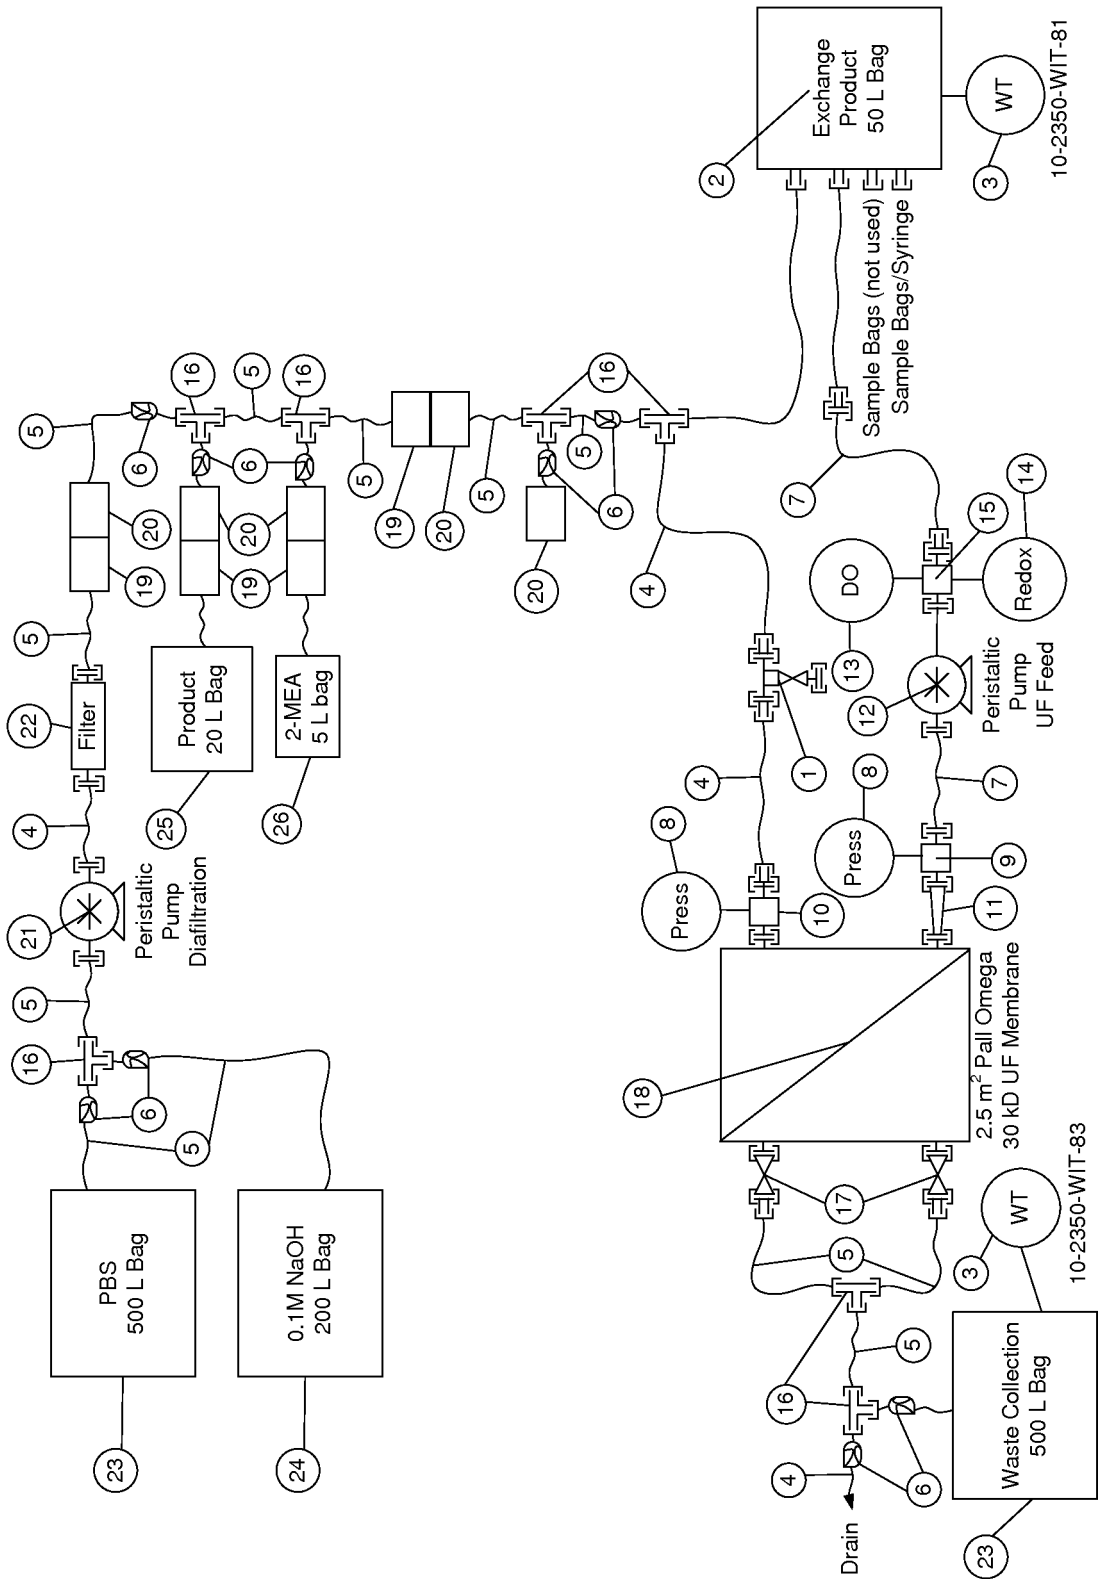 16
5
21
4
22
5
5
PBS
500 L Bag
23
Filter
6
5
Peristaltic
Pump
Diafiltration
19
20
6
Product
20 L Bag
25
16
0.1M NaOH
200 L Bag
24
2-MEA
5 L bag
26
19
20
6
5
16
5
19
20
5
20
16
5
6
4
18
8
Press
4
2
10
1
Exchange
Product
50 L Bag
Drain
4
16
5
17
8
Press
13
DO
7
Sample Bags (not used)
Sample Bags/Syringe
6
5
12
15
3
WT
10-2350-WIT-81
23
Waste Collection
500 L Bag
3
WT
10-2350-WIT-83
2.5 m² Pall Omega
30 kD UF Membrane
11
9
7
Peristaltic
Pump
UF Feed
Redox
14